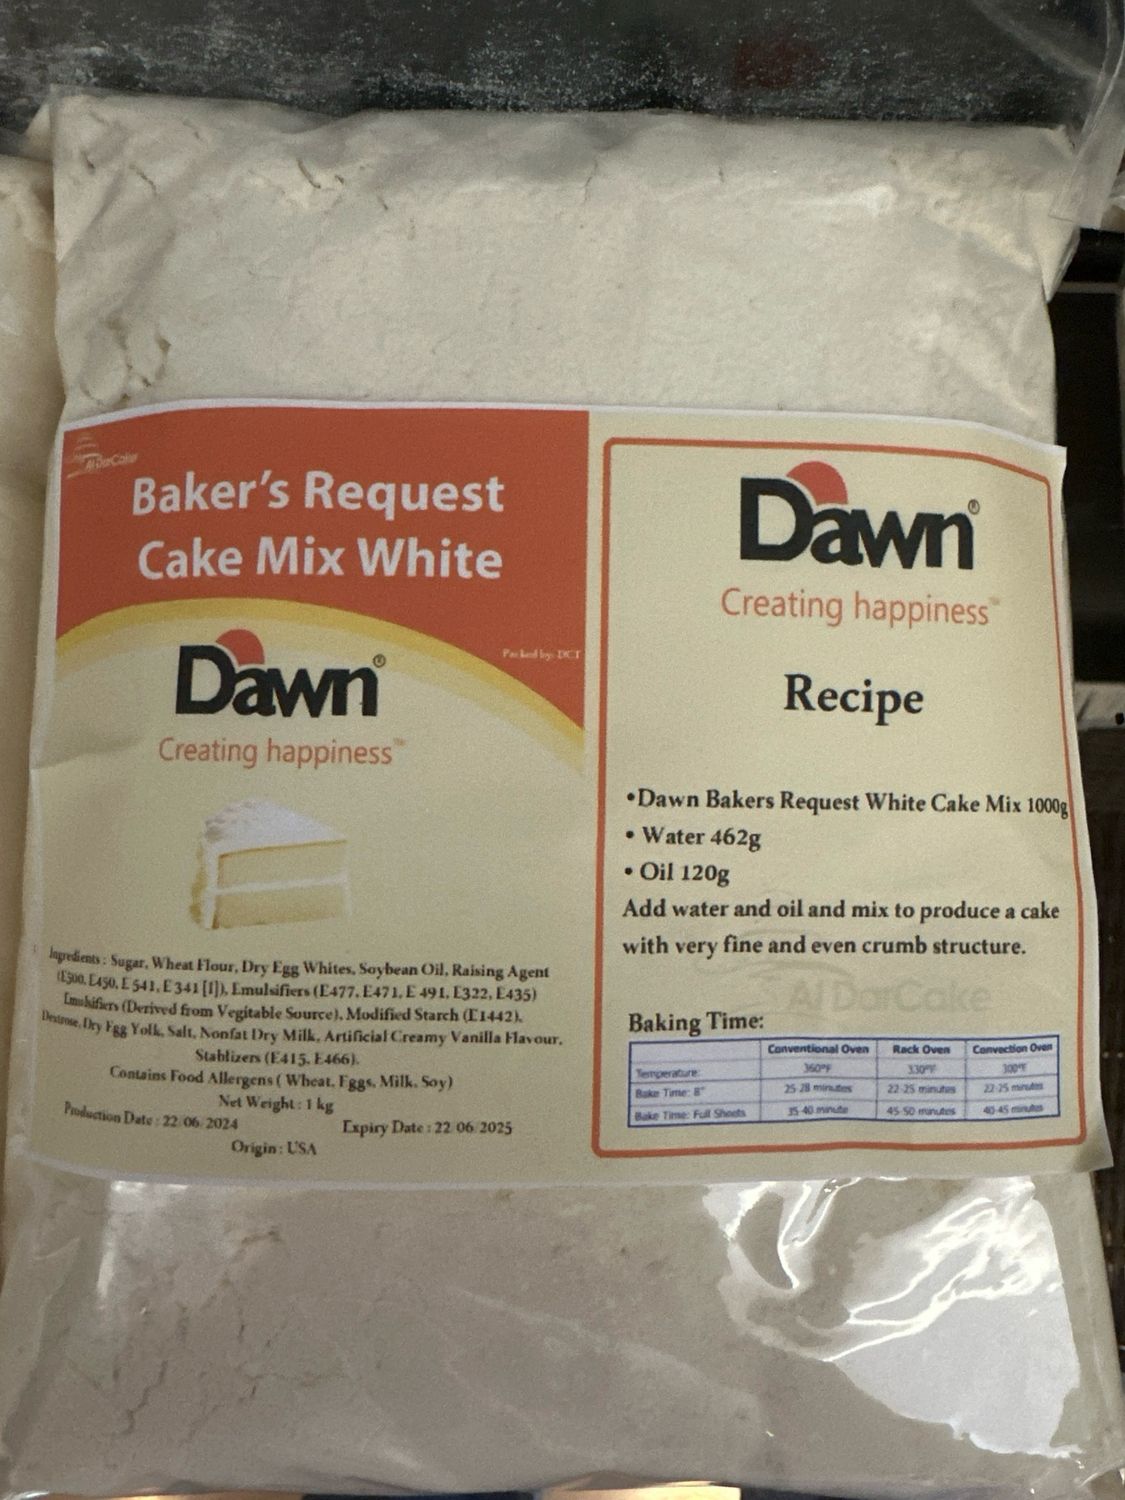 Al DarCake
Baker's Request
Cake Mix White
Packed by: DCT
Dawn®
Creating happiness™
Ingredients : Sugar, Wheat Flour, Dry Egg Whites, Soybean Oil, Raising Agent
(E500, E450, E 541, E 341 [I]), Emulsifiers (E477, E471, E 491, E322, E435)
Emulsifiers (Derived from Vegitable Source), Modified Starch (E1442),
Dextrose, Dry Egg Yolk, Salt, Nonfat Dry Milk, Artificial Creamy Vanilla Flavour,
Stablizers (E415, E466).
Contains Food Allergens ( Wheat, Eggs, Milk, Soy)
Net Weight : 1 kg
Production Date : 22/06/2024 Expiry Date : 22/06/2025
Origin : USA
Dawn®
Creating happiness™
Recipe
•Dawn Bakers Request White Cake Mix 1000g
• Water 462g
• Oil 120g
Add water and oil and mix to produce a cake
with very fine and even crumb structure.
Al DarCake
Baking Time:
Conventional Oven Rack Oven Convection Oven
Temperature: 360°F 330°F 300°F
Bake Time: 8" 25-28 minutes 22-25 minutes 22-25 minutes
Bake Time: Full Sheets 35-40 minute 45-50 minutes 40-45 minutes